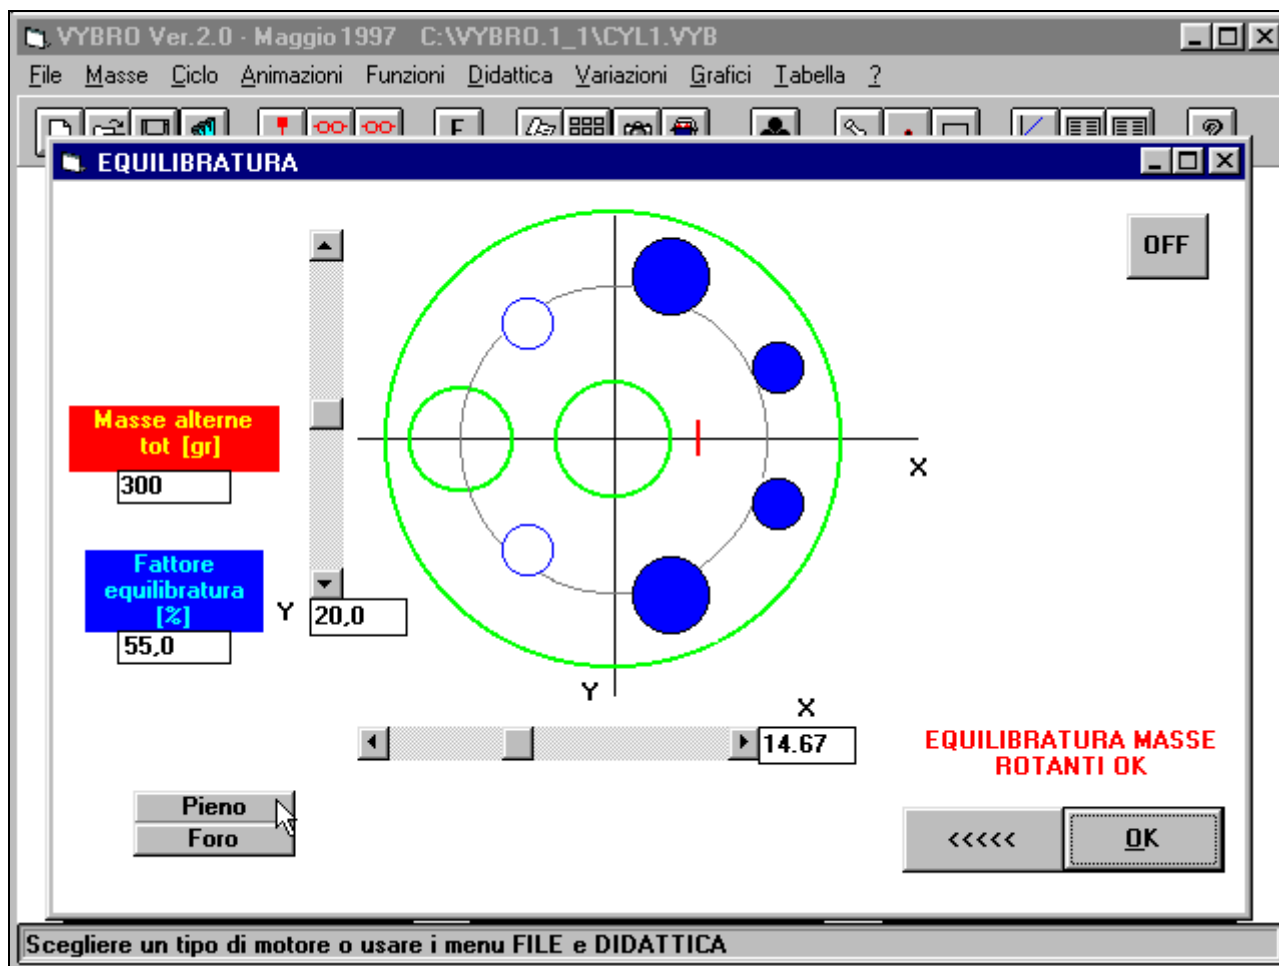 VYBRO Ver.2.0 - Maggio 1997 C:\VYBRO.1_1\CYL1.VYB
File Masse Ciclo Animazioni Funzioni Didattica Variazioni Grafici Tabella ?
EQUILIBRATURA
OFF
Masse alterne
tot [gr]
300
X
Fattore
equilibratura
[%]
55,0
Y 20,0
Y
X
14.67
EQUILIBRATURA MASSE
ROTANTI OK
Pieno
Foro
<<<<<
OK
Scegliere un tipo di motore o usare i menu FILE e DIDATTICA